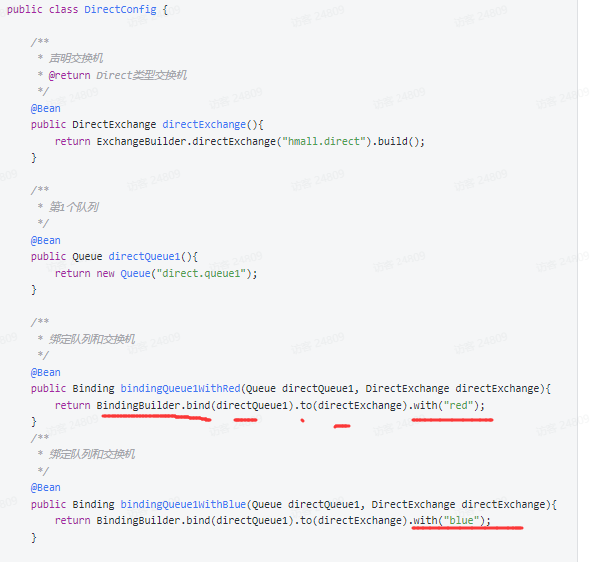 public class DirectConfig {
/**
* 声明交换机
* @return Direct类型交换机
*/
@Bean
public DirectExchange directExchange(){
return ExchangeBuilder.directExchange("hmall.direct").build();
}
/**
* 第1个队列
*/
@Bean
public Queue directQueue1(){
return new Queue("direct.queue1");
}
/**
* 绑定队列和交换机
*/
@Bean
public Binding bindingQueue1WithRed(Queue directQueue1, DirectExchange directExchange){
return BindingBuilder.bind(directQueue1).to(directExchange).with("red");
}
/**
* 绑定队列和交换机
*/
@Bean
public Binding bindingQueue1WithBlue(Queue directQueue1, DirectExchange directExchange){
return BindingBuilder.bind(directQueue1).to(directExchange).with("blue");
}